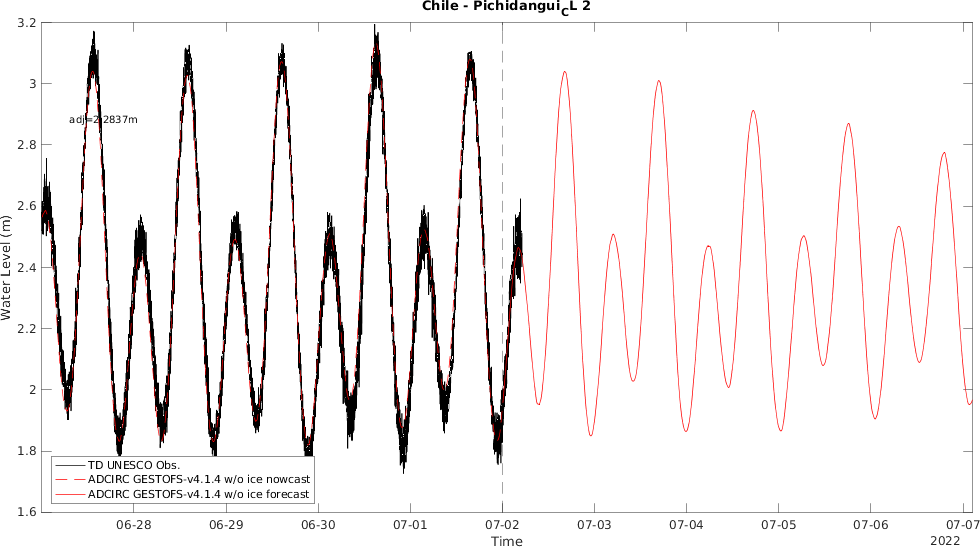 Chile - PichidanguiCL 2
3.2
3
2.8
2.6
2.4
2.2
2
1.8
1.6
Water Level (m)
adj=2.2837m
TD UNESCO Obs.
ADCIRC GESTOFS-v4.1.4 w/o ice nowcast
ADCIRC GESTOFS-v4.1.4 w/o ice forecast
06-28 06-29 06-30 07-01 07-02 07-03 07-04 07-05 07-06 07-07
Time
2022